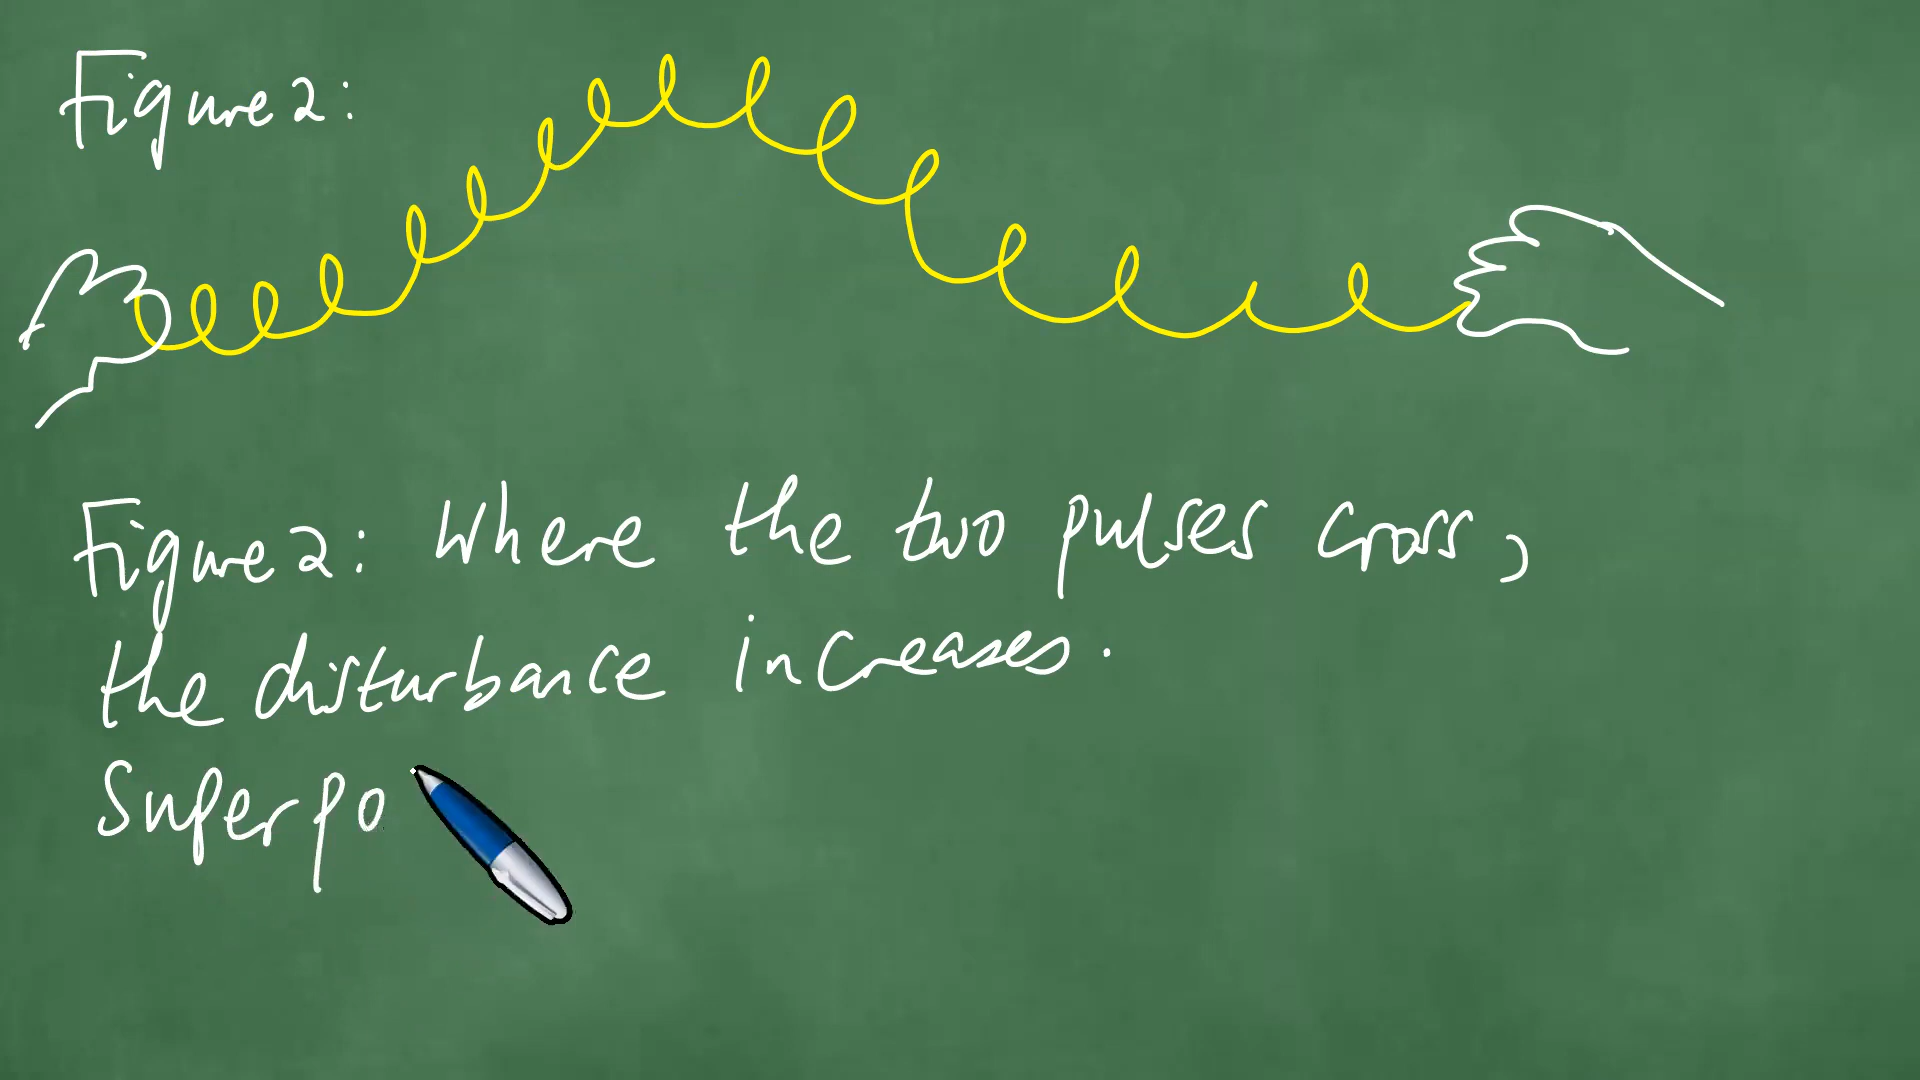 Figure 2:
Figure 2: Where the two pulses cross,
the disturbance increases.
Superpo